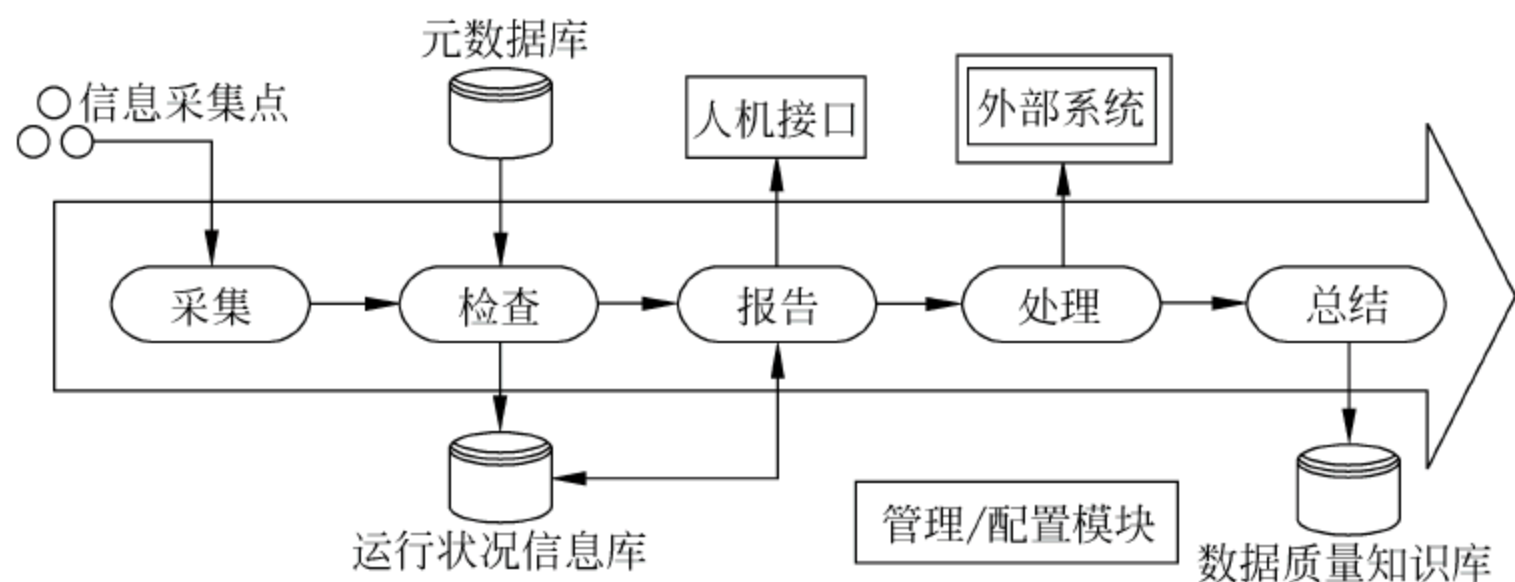 元数据库
信息采集点
人机接口
外部系统
采集
检查
报告
处理
总结
运行状况信息库
管理/配置模块
数据质量知识库